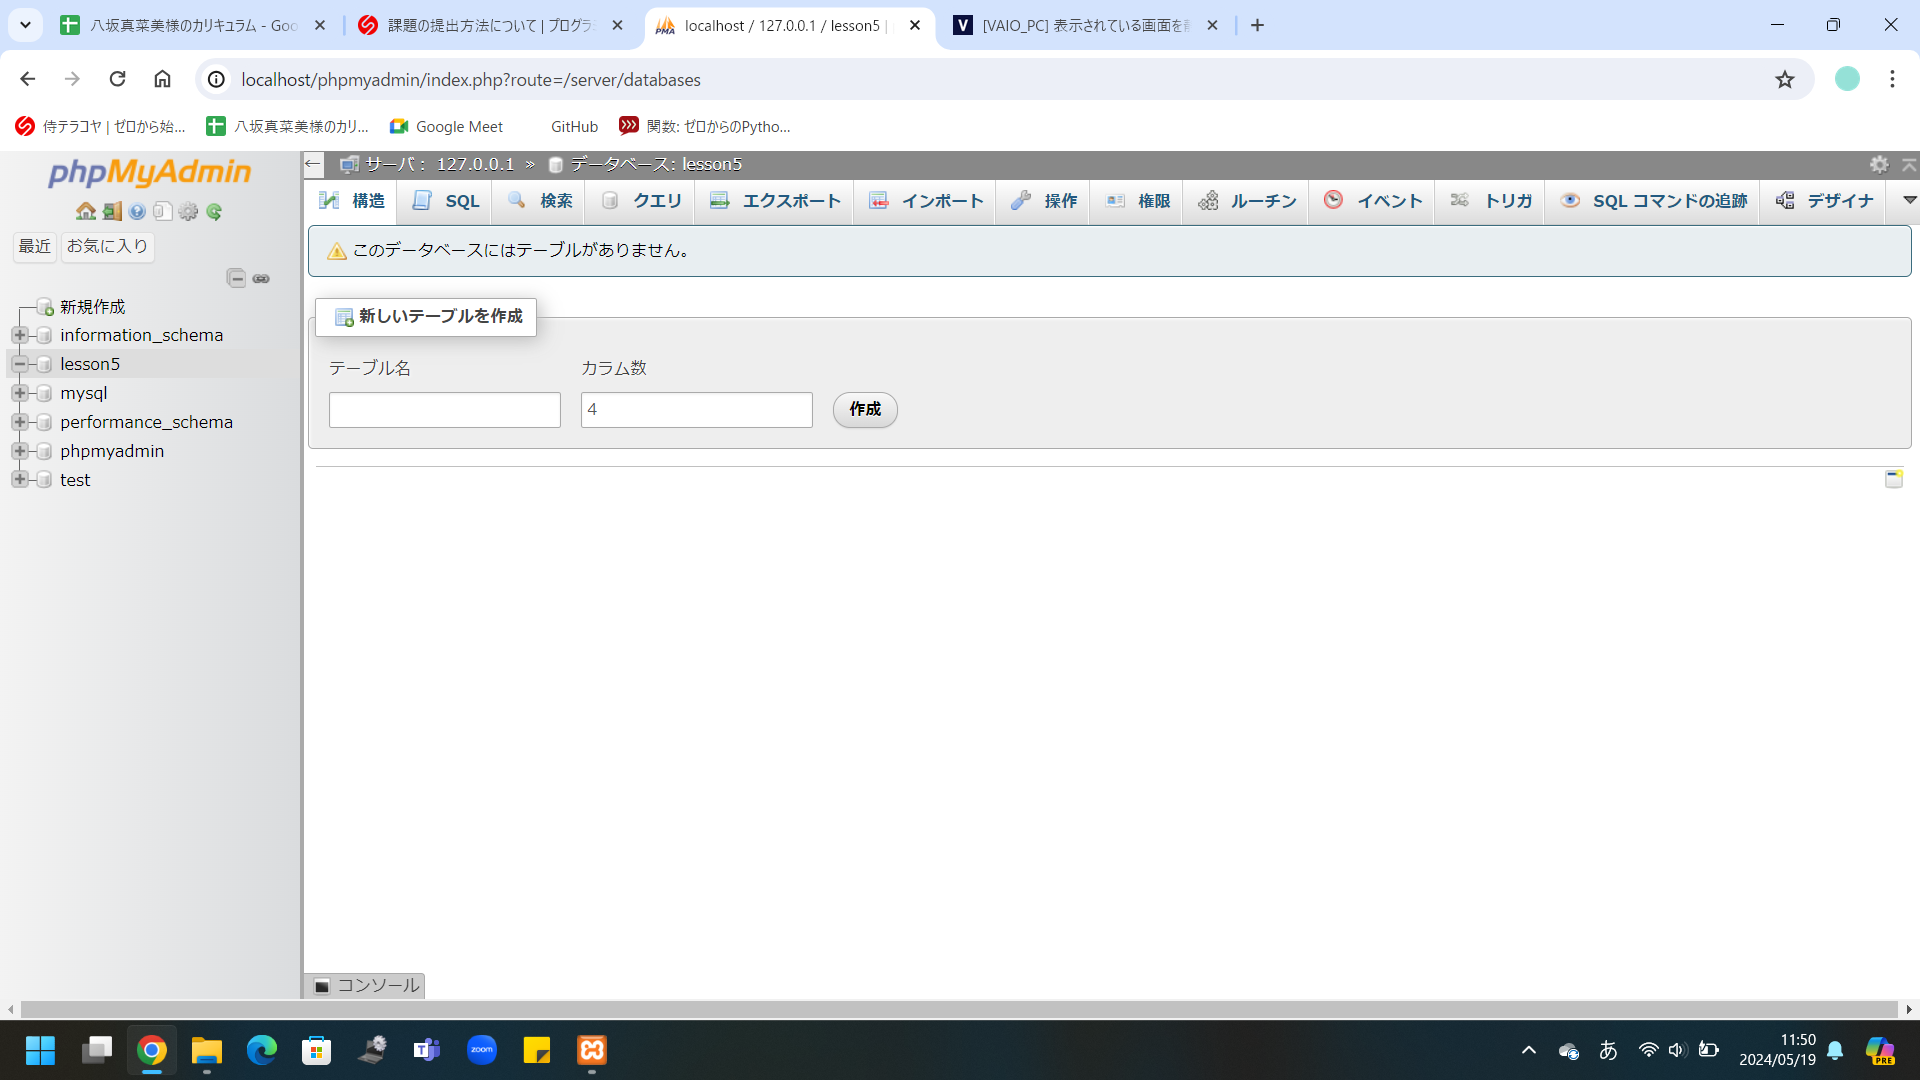 八坂真菜美様のカリキュラム - Goo
課題の提出方法について | プログラミ
localhost / 127.0.0.1 / lesson5 |
[VAIO_PC] 表示されている画面を
localhost/phpmyadmin/index.php?route=/server/databases
侍テラコヤ | ゼロから始...
八坂真菜美様のカリ...
Google Meet
GitHub
関数: ゼロからのPytho...
phpMyAdmin
最近
お気に入り
新規作成
information_schema
lesson5
mysql
performance_schema
phpmyadmin
test
サーバ: 127.0.0.1 » データベース: lesson5
構造
SQL
検索
クエリ
エクスポート
インポート
操作
権限
ルーチン
イベント
トリガ
SQL コマンドの追跡
デザイナ
このデータベースにはテーブルがありません。
新しいテーブルを作成
テーブル名
カラム数
4
作成
コンソール
zoom
あ
11:50
2024/05/19
PRE